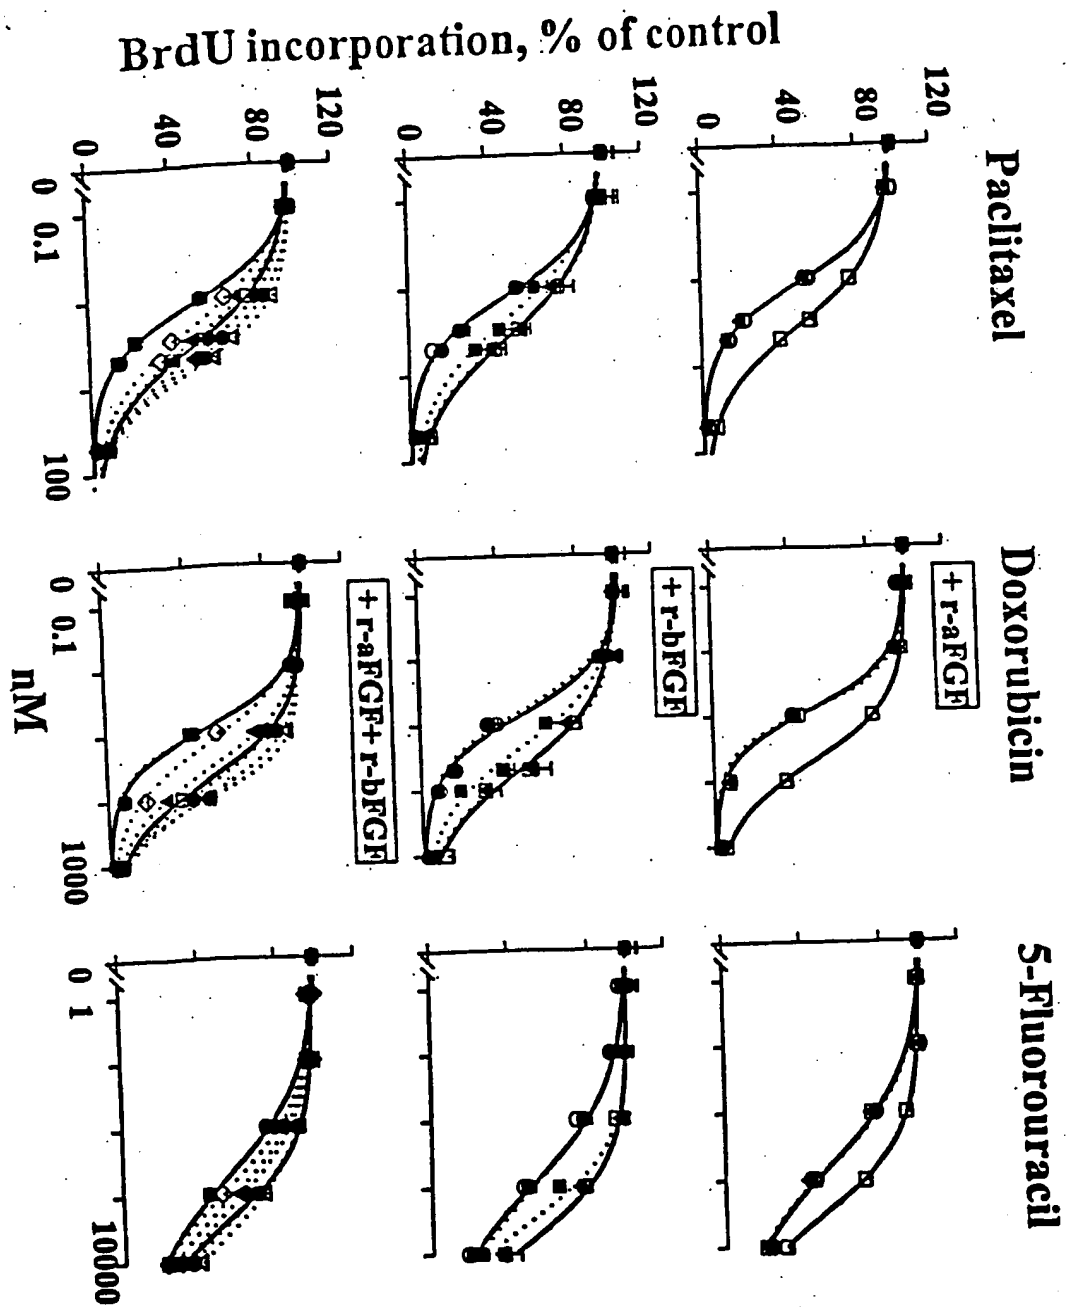 Paclitaxel
Doxorubicin
5-Fluorouracil
BrdU incorporation, % of control
120
80
40
0
+ r-aFGF
120
80
40
0
+ r-bFGF
120
80
40
0
+ r-aFGF+ r-bFGF
0 0.1 100
0 0.1 1000
0 1 10000
nM